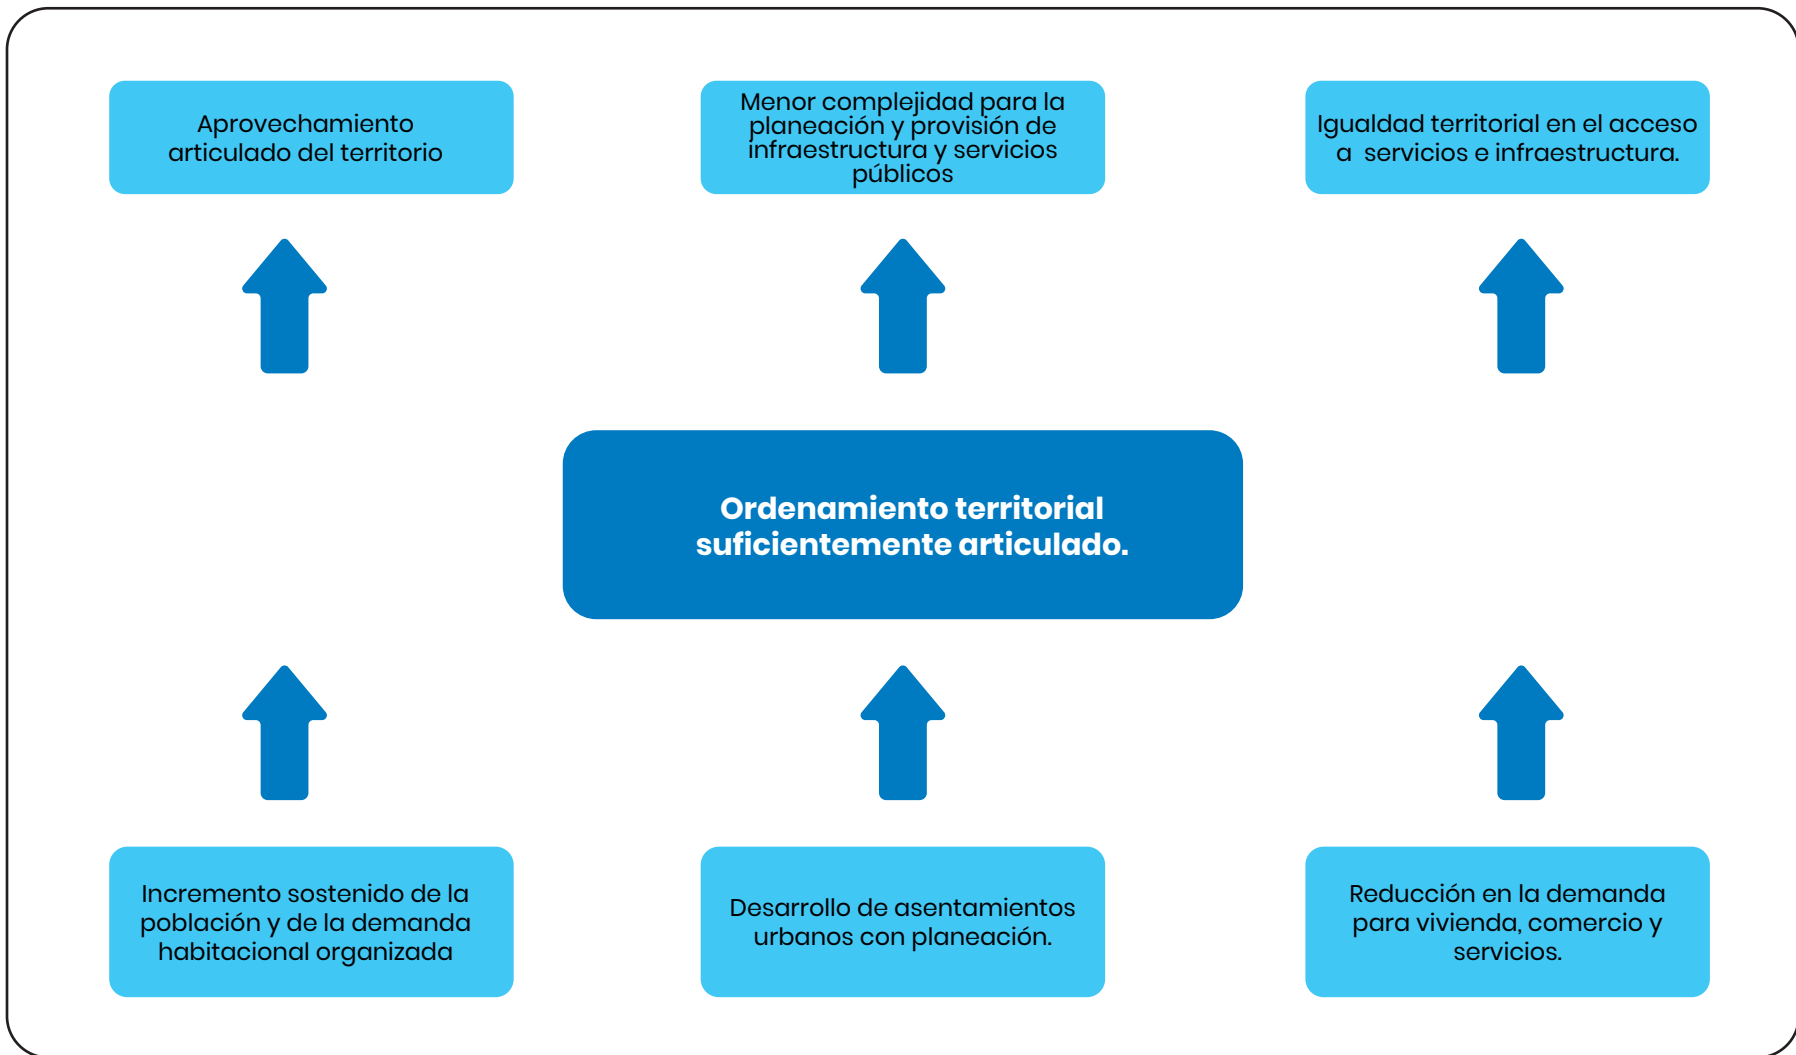 Aprovechamiento
articulado del territorio
Menor complejidad para la
planeación y provisión de
infraestructura y servicios
públicos
Igualdad territorial en el acceso
a servicios e infraestructura.
Ordenamiento territorial
suficientemente articulado.
Incremento sostenido de la
población y de la demanda
habitacional organizada
Desarrollo de asentamientos
urbanos con planeación.
Reducción en la demanda
para vivienda, comercio y
servicios.